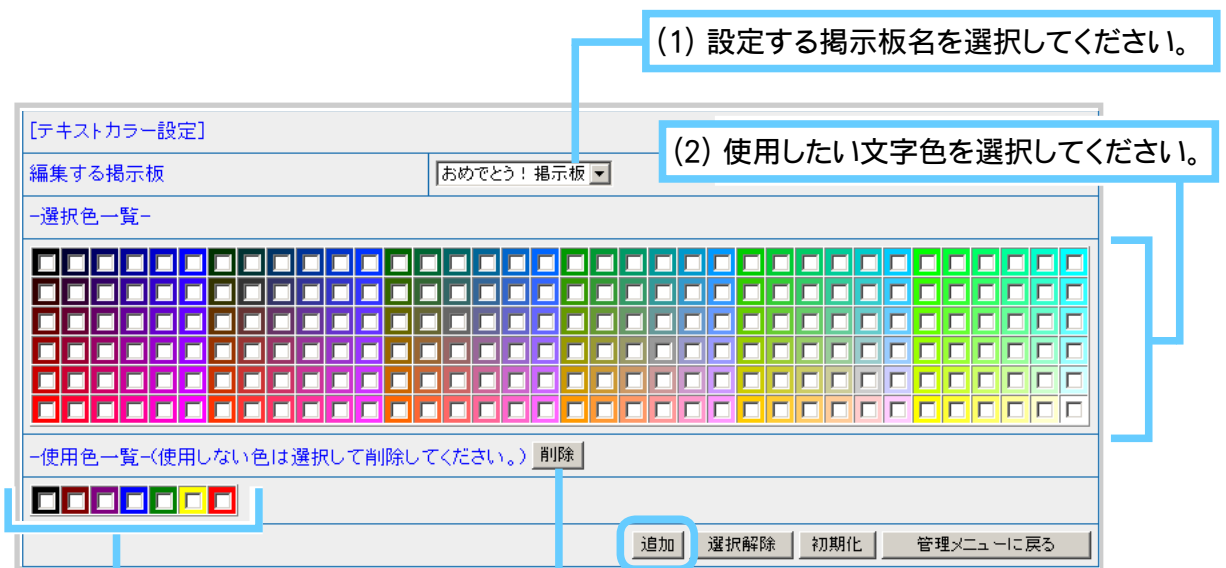 (1) 設定する掲示板名を選択してください。
[テキストカラー設定]
(2) 使用したい文字色を選択してください。
編集する掲示板
おめでとう！掲示板
-選択色一覧-
-使用色一覧-(使用しない色は選択して削除してください。) 削除
追加 選択解除 初期化 管理メニューに戻る